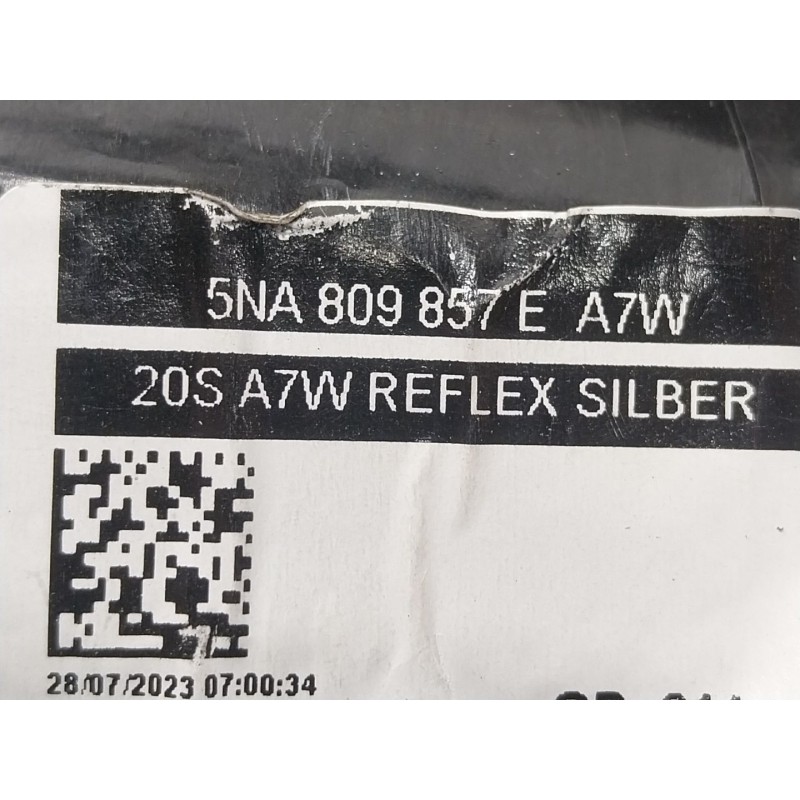 5NA 809 857 E A7W
20S A7W REFLEX SILBER
28/07/2023 07:00:34